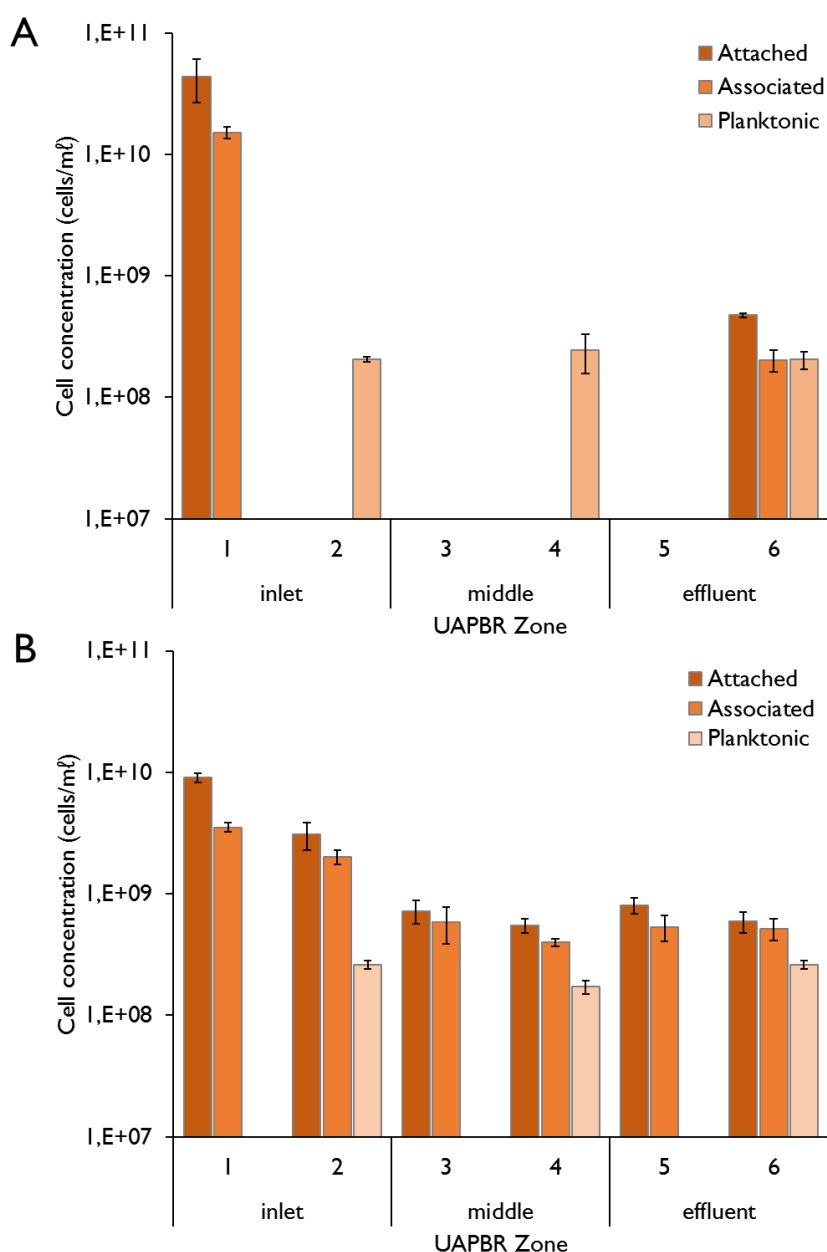 A
Cell concentration (cells/mℓ)
1,E+11
1,E+10
1,E+09
1,E+08
1,E+07
Attached
Associated
Planktonic
1 2 3 4 5 6
inlet middle effluent
UAPBR Zone
B
Cell concentration (cells/mℓ)
1,E+11
1,E+10
1,E+09
1,E+08
1,E+07
Attached
Associated
Planktonic
1 2 3 4 5 6
inlet middle effluent
UAPBR Zone